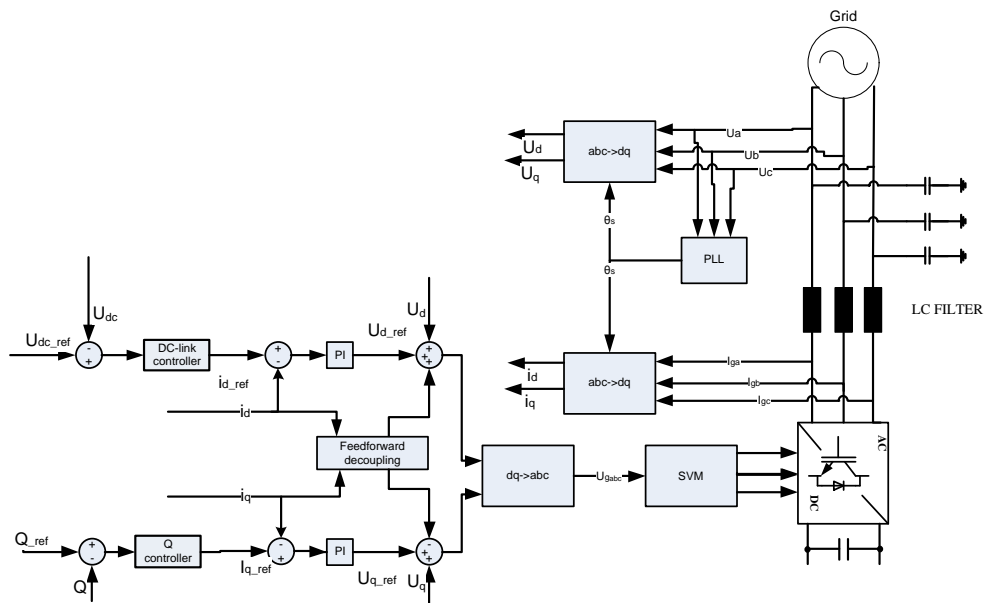 Grid
Ua
Ub
Uc
abc->dq
Ud
Uq
θs
PLL
θs
LC FILTER
Udc
Ud
Udc_ref
- +
DC-link
controller
+ -
PI
Ud_ref
+ + +
id_ref
id
iq
abc->dq
Iga
Igb
Igc
id
Feedforward
decoupling
dq->abc
Ugabc
SVM
AC
DC
iq
Q_ref
+ -
Q
controller
- +
PI
- + +
Iq_ref
Uq_ref
Q
Uq